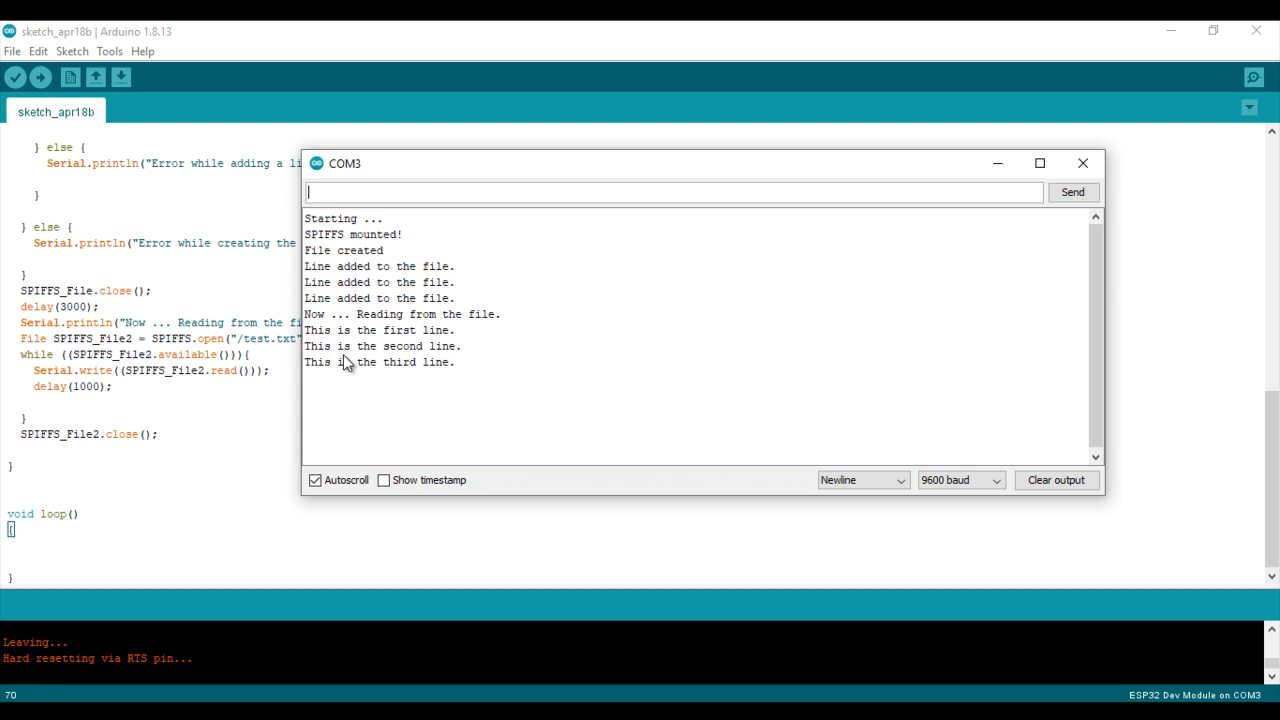 sketch_apr18b | Arduino 1.8.13
File Edit Sketch Tools Help
sketch_apr18b
} else {
Serial.println("Error while adding a li
}
} else {
Serial.println("Error while creating the
}
SPIFFS_File.close();
delay(3000);
Serial.println("Now ... Reading from the fi
File SPIFFS_File2 = SPIFFS.open("/test.txt"
while ((SPIFFS_File2.available())){
Serial.write((SPIFFS_File2.read()));
delay(1000);
}
SPIFFS_File2.close();
}
void loop()
{
}
COM3
Send
Starting ...
SPIFFS mounted!
File created
Line added to the file.
Line added to the file.
Line added to the file.
Now ... Reading from the file.
This is the first line.
This is the second line.
This is the third line.
Autoscroll Show timestamp Newline 9600 baud Clear output
Leaving...
Hard resetting via RTS pin...
70 ESP32 Dev Module on COM3